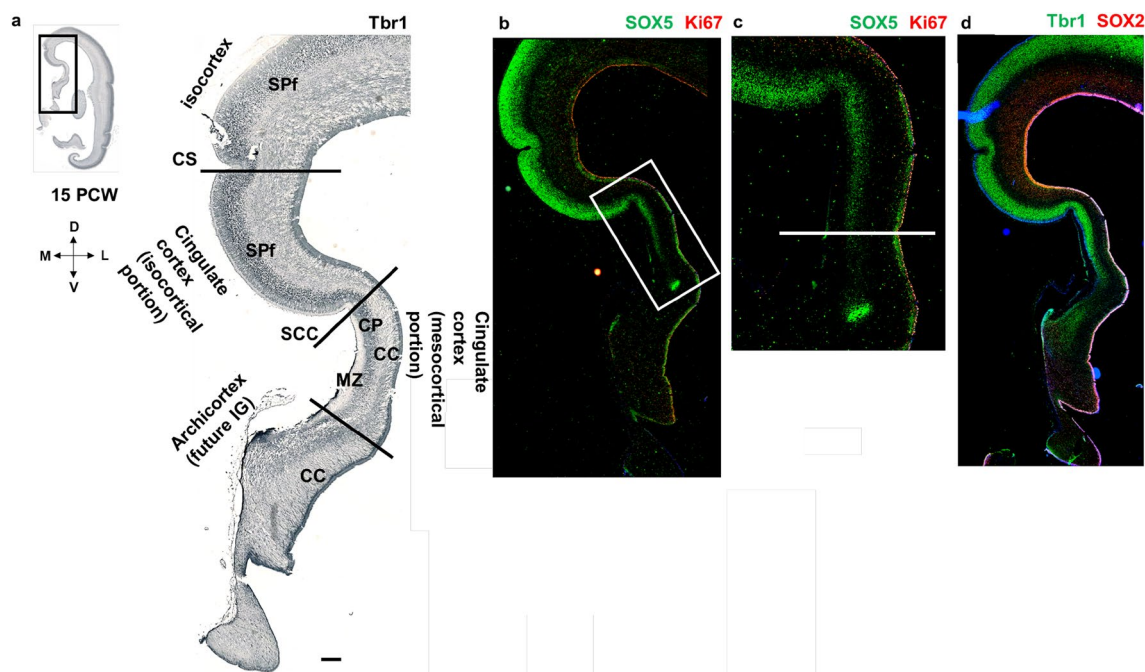 a
Tbr1
isocortex
SPf
CS
15 PCW
D
M L
V
SPf
Cingulate
cortex
(isocortical
portion)
SCC
CP
CC
MZ
Archicortex
(future IG)
CC
Cingulate
cortex
(mesocortical
portion)
b
SOX5 Ki67
c
SOX5 Ki67
d
Tbr1 SOX2